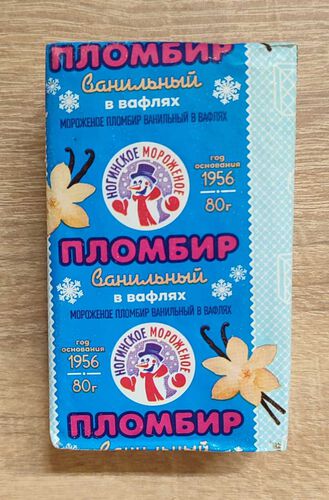 ПЛОМБИР
ванильный
в вафлях
МОРОЖЕНОЕ ПЛОМБИР ВАНИЛЬНЫЙ В ВАФЛЯХ
НОГИНСКОЕ МОРОЖЕНОЕ
год
основания
1956
80г
ПЛОМБИР
ванильный
в вафлях
МОРОЖЕНОЕ ПЛОМБИР ВАНИЛЬНЫЙ В ВАФЛЯХ
год
основания
1956
80г
НОГИНСКОЕ МОРОЖЕНОЕ
ПЛОМБИР
ванильный